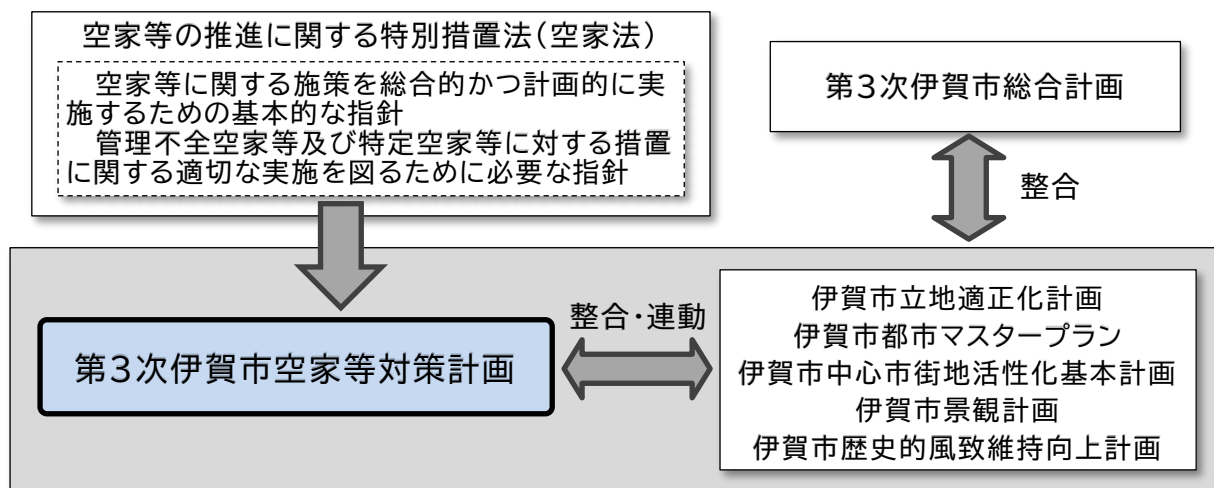 空家等の推進に関する特別措置法(空家法)
空家等に関する施策を総合的かつ計画的に実
施するための基本的な指針
管理不全空家等及び特定空家等に対する措置
に関する適切な実施を図るために必要な指針
第3次伊賀市総合計画
整合
第3次伊賀市空家等対策計画
整合・連動
伊賀市立地適正化計画
伊賀市都市マスタープラン
伊賀市中心市街地活性化基本計画
伊賀市景観計画
伊賀市歴史的風致維持向上計画